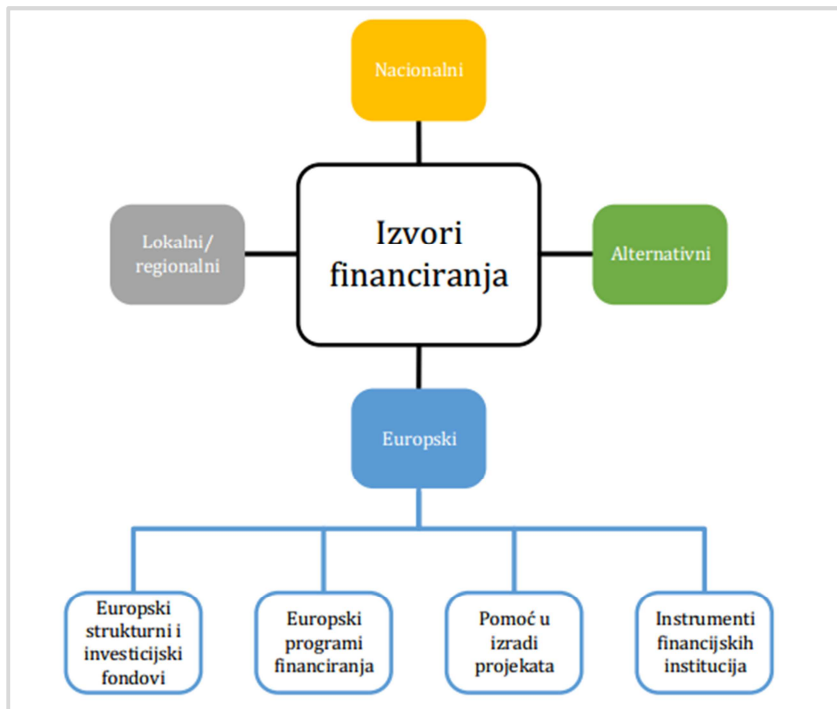 Nacionalni
Lokalni/
regionalni
Izvori
financiranja
Alternativni
Europski
Europski
strukturni i
investicijski
fondovi
Europski
programi
financiranja
Pomoć u
izradi
projekata
Instrumenti
financijskih
institucija